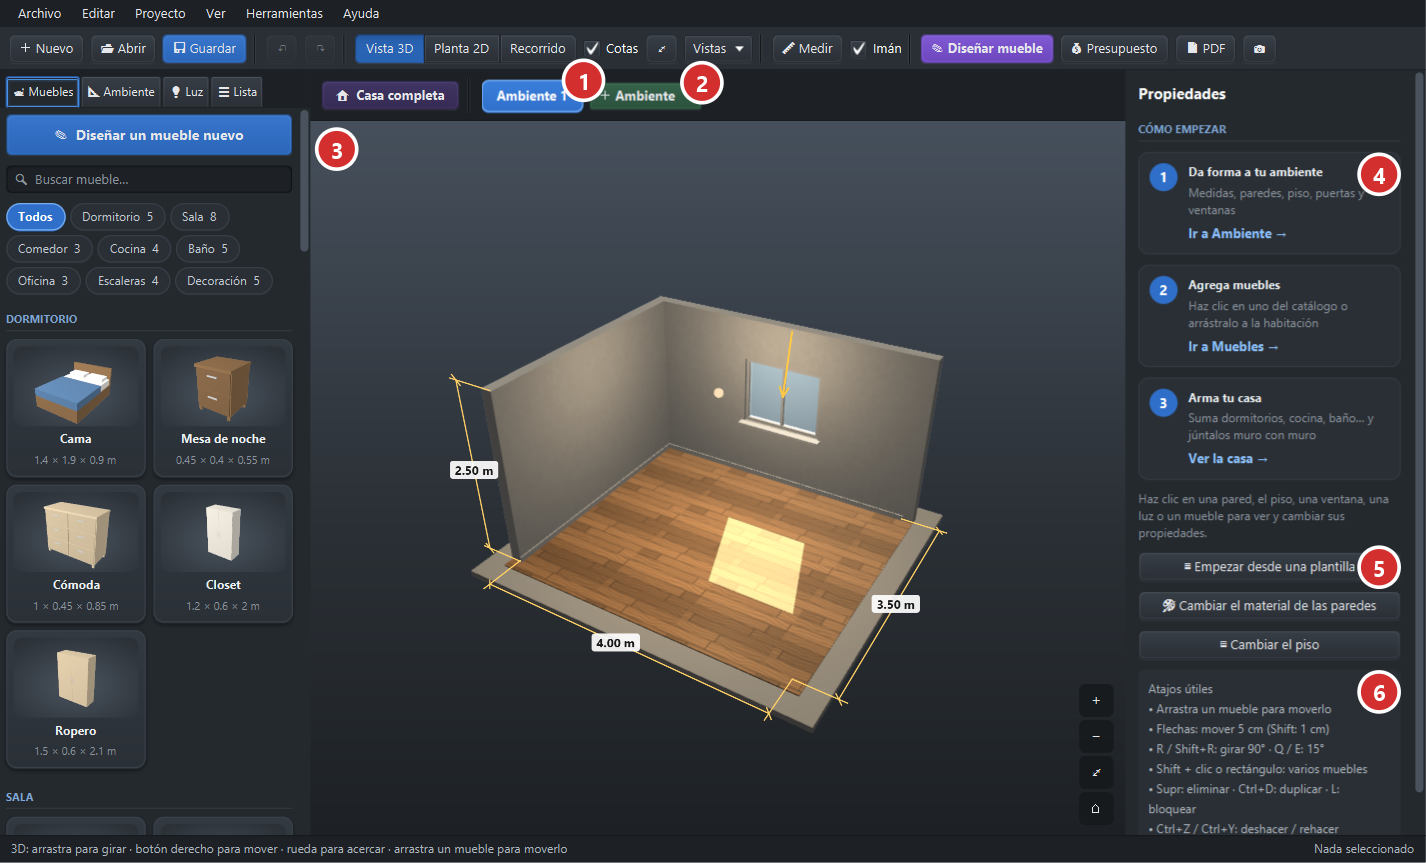 Archivo Editar Proyecto Ver Herramientas Ayuda
+ Nuevo Abrir Guardar Vista 3D Planta 2D Recorrido Cotas Vistas Medir Imán Diseñar mueble Presupuesto PDF
Muebles Ambiente Luz Lista
Casa completa Ambiente 1 + Ambiente
1
2
3
Diseñar un mueble nuevo
Buscar mueble...
Todos Dormitorio 5 Sala 8
Comedor 3 Cocina 4 Baño 5
Oficina 3 Escaleras 4 Decoración 5
DORMITORIO
Cama Mesa de noche
1.4 × 1.9 × 0.9 m 0.45 × 0.4 × 0.55 m
Cómoda Closet
1 × 0.45 × 0.85 m 1.2 × 0.6 × 2 m
Ropero
1.5 × 0.6 × 2.1 m
SALA
2.50 m
4.00 m
3.50 m
+
−
Propiedades
CÓMO EMPEZAR
4
1 Da forma a tu ambiente
Medidas, paredes, piso, puertas y
ventanas
Ir a Ambiente →
2 Agrega muebles
Haz clic en uno del catálogo o
arrástralo a la habitación
Ir a Muebles →
3 Arma tu casa
Suma dormitorios, cocina, baño... y
júntalos muro con muro
Ver la casa →
Haz clic en una pared, el piso, una ventana, una
luz o un mueble para ver y cambiar sus
propiedades.
≡ Empezar desde una plantilla
5
Cambiar el material de las paredes
≡ Cambiar el piso
6
Atajos útiles
• Arrastra un mueble para moverlo
• Flechas: mover 5 cm (Shift: 1 cm)
• R / Shift+R: girar 90° · Q / E: 15°
• Shift + clic o rectángulo: varios muebles
• Supr: eliminar · Ctrl+D: duplicar · L:
bloquear
• Ctrl+Z / Ctrl+Y: deshacer / rehacer
3D: arrastra para girar · botón derecho para mover · rueda para acercar · arrastra un mueble para moverlo
Nada seleccionado